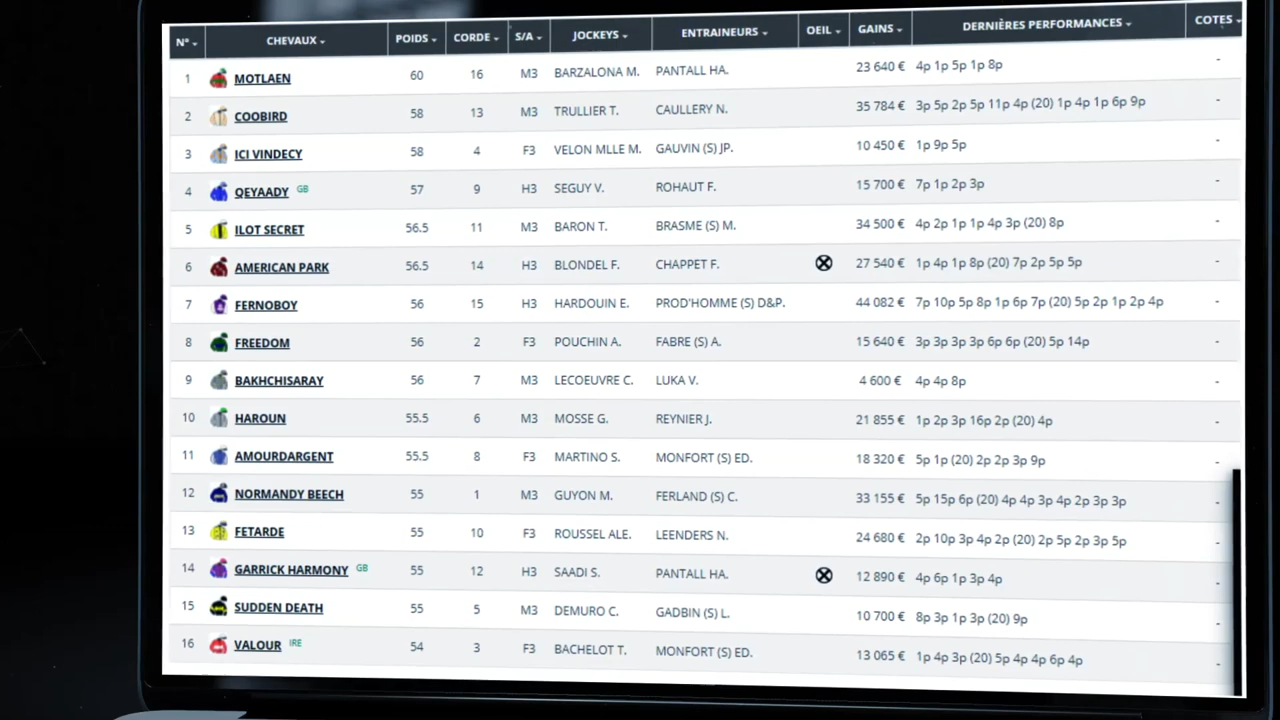 N° CHEVAUX POIDS CORDE S/A JOCKEYS ENTRAINEURS OEIL GAINS DERNIÈRES PERFORMANCES COTES
1 MOTLAEN 60 16 M3 BARZALONA M. PANTALL HA. 23 640 € 4p 1p 5p 1p 8p -
2 COOBIRD 58 13 M3 TRULLIER T. CAULLERY N. 35 784 € 3p 5p 2p 5p 11p 4p (20) 1p 4p 1p 6p 9p -
3 ICI VINDECY 58 4 F3 VELON MLLE M. GAUVIN (S) JP. 10 450 € 1p 9p 5p -
4 QEYAADY GB 57 9 H3 SEGUY V. ROHAUT F. 15 700 € 7p 1p 2p 3p -
5 ILOT SECRET 56.5 11 M3 BARON T. BRASME (S) M. 34 500 € 4p 2p 1p 1p 4p 3p (20) 8p -
6 AMERICAN PARK 56.5 14 H3 BLONDEL F. CHAPPET F. 27 540 € 1p 4p 1p 8p (20) 7p 2p 5p 5p -
7 FERNOBOY 56 15 H3 HARDOUIN E. PROD'HOMME (S) D&P. 44 082 € 7p 10p 5p 8p 1p 6p 7p (20) 5p 2p 1p 2p 4p -
8 FREEDOM 56 2 F3 POUCHIN A. FABRE (S) A. 15 640 € 3p 3p 3p 3p 6p 6p (20) 5p 14p -
9 BAKHCHISARAY 56 7 M3 LECOEUVRE C. LUKA V. 4 600 € 4p 4p 8p -
10 HAROUN 55.5 6 M3 MOSSE G. REYNIER J. 21 855 € 1p 2p 3p 16p 2p (20) 4p -
11 AMOURDARGENT 55.5 8 F3 MARTINO S. MONFORT (S) ED. 18 320 € 5p 1p (20) 2p 2p 3p 9p -
12 NORMANDY BEECH 55 1 M3 GUYON M. FERLAND (S) C. 33 155 € 5p 15p 6p (20) 4p 4p 3p 4p 2p 3p 3p -
13 FETARDE 55 10 F3 ROUSSEL ALE. LEENDERS N. 24 680 € 2p 10p 3p 4p 2p (20) 2p 5p 2p 3p 5p -
14 GARRICK HARMONY GB 55 12 H3 SAADI S. PANTALL HA. 12 890 € 4p 6p 1p 3p 4p -
15 SUDDEN DEATH 55 5 M3 DEMURO C. GADBIN (S) L. 10 700 € 8p 3p 1p 3p (20) 9p -
16 VALOUR IRE 54 3 F3 BACHELOT T. MONFORT (S) ED. 13 065 € 1p 4p 3p (20) 5p 4p 4p 6p 4p -